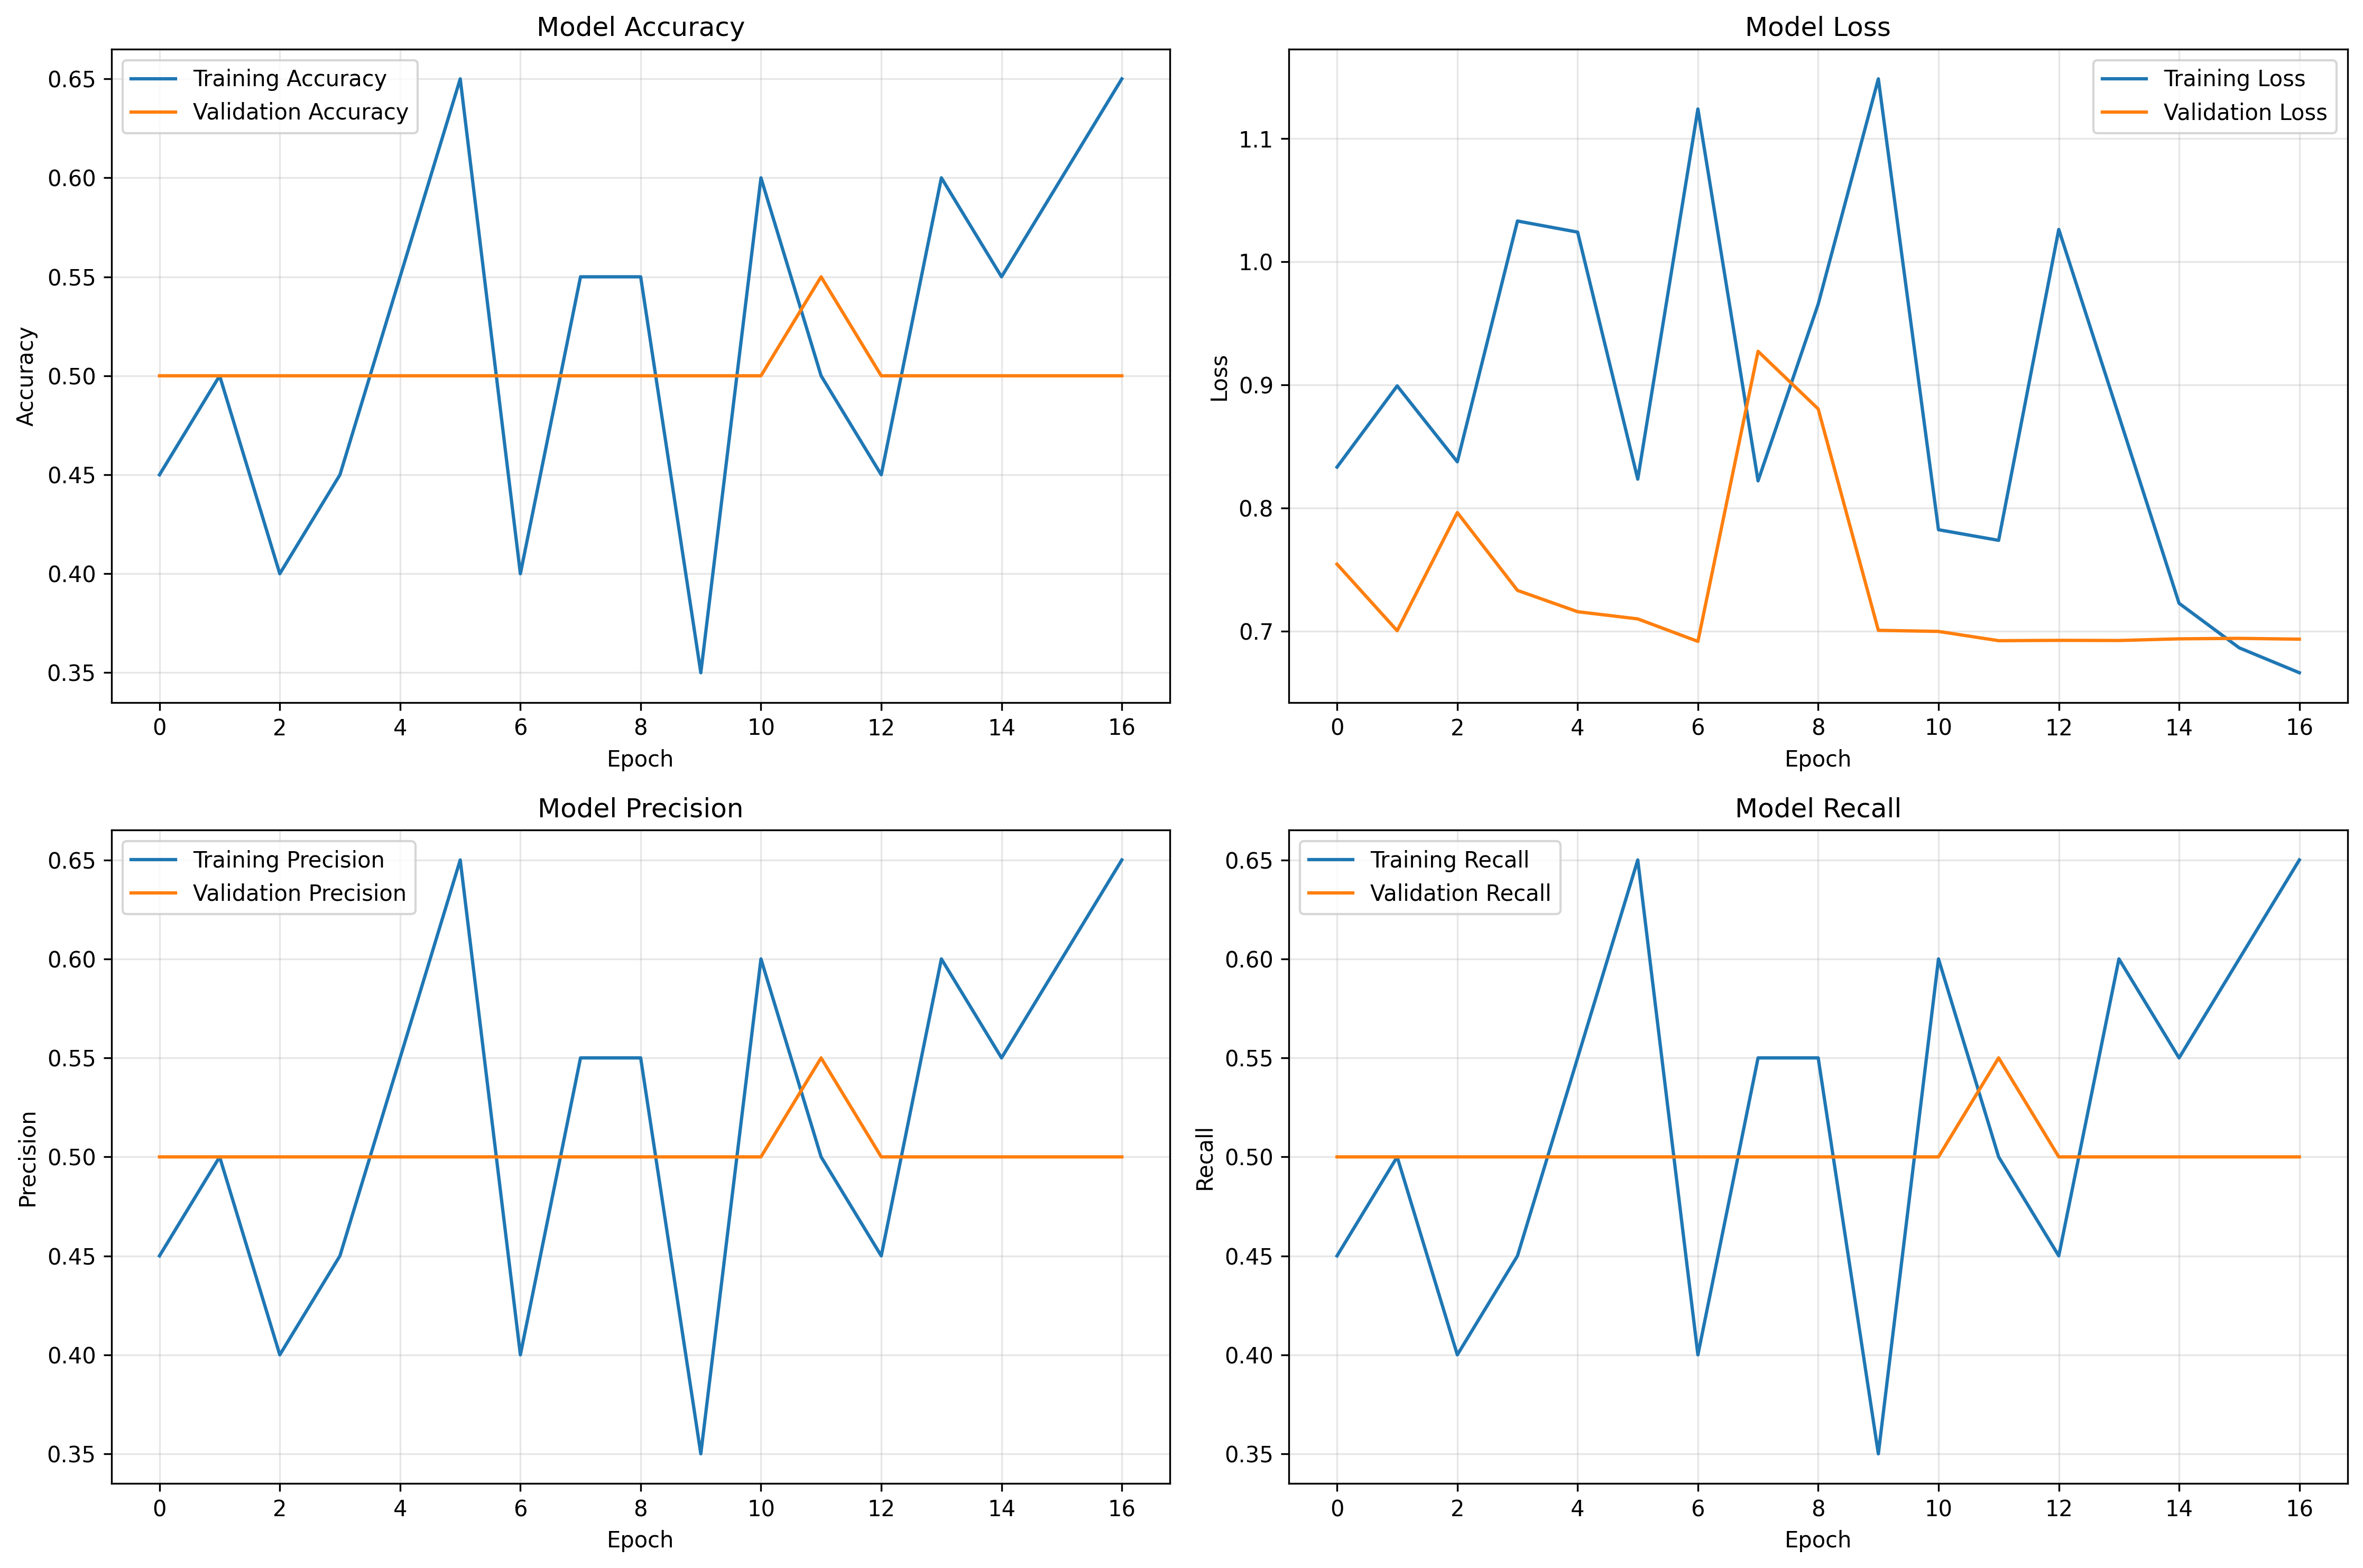 Model Accuracy
Training Accuracy
Validation Accuracy
Accuracy
0.65
0.60
0.55
0.50
0.45
0.40
0.35
0 2 4 6 8 10 12 14 16
Epoch
Model Loss
Training Loss
Validation Loss
Loss
1.1
1.0
0.9
0.8
0.7
0 2 4 6 8 10 12 14 16
Epoch
Model Precision
Training Precision
Validation Precision
Precision
0.65
0.60
0.55
0.50
0.45
0.40
0.35
0 2 4 6 8 10 12 14 16
Epoch
Model Recall
Training Recall
Validation Recall
Recall
0.65
0.60
0.55
0.50
0.45
0.40
0.35
0 2 4 6 8 10 12 14 16
Epoch